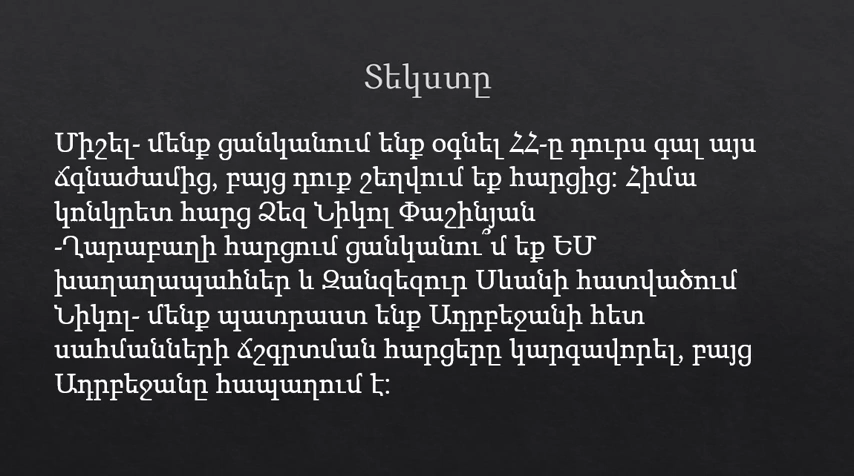 Տեկստը
Միշել- մենք ցանկանում ենք օգնել ՀՀ-ը դուրս գալ այս
ճգնաժամից, բայց դուք շեղվում եք հարցից: Հիմա
կոնկրետ հարց Ձեզ Նիկոլ Փաշինյան
-Ղարաբաղի հարցում ցանկանու՞մ եք ԵՄ
խաղաղապահներ և Զանգեզուր Սևանի հատվածում
Նիկոլ- մենք պատրաստ ենք Ադրբեջանի հետ
սահմանների ճշգրտման հարցերը կարգավորել, բայց
Ադրբեջանը հապաղում է: